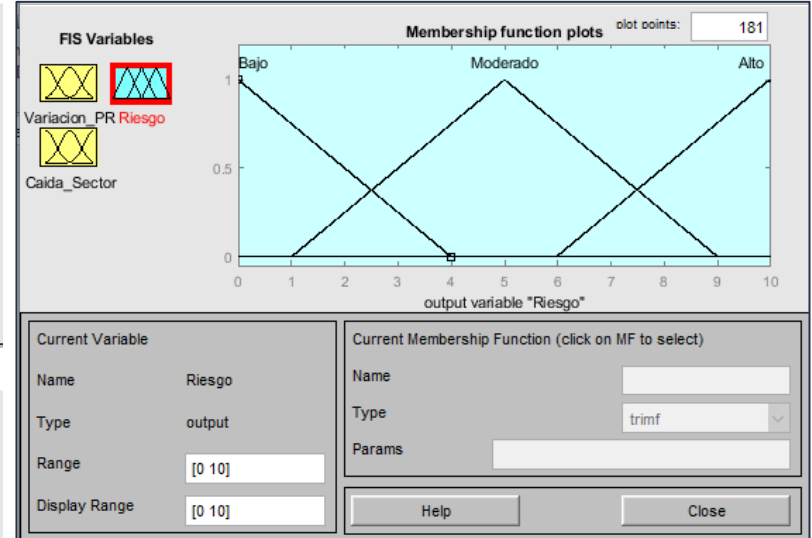 FIS Variables
Membership function plots
plot points:
181
Variacion_PR
Riesgo
Caida_Sector
Bajo
Moderado
Alto
1
0.5
0
0 1 2 3 4 5 6 7 8 9 10
output variable "Riesgo"
Current Variable
Name Riesgo
Type output
Range [0 10]
Display Range [0 10]
Current Membership Function (click on MF to select)
Name
Type trimf
Params
Help
Close